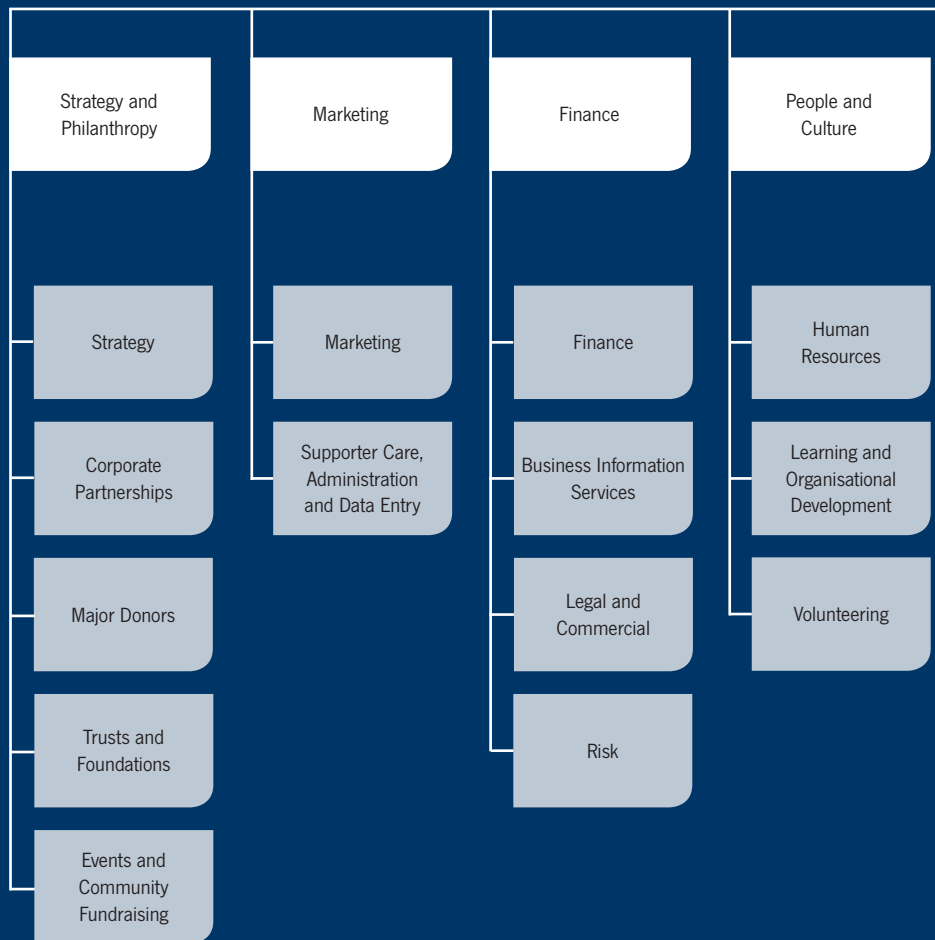 Strategy and
Philanthropy
Marketing
Finance
People and
Culture
Strategy
Marketing
Finance
Human
Resources
Corporate
Partnerships
Supporter Care,
Administration
and Data Entry
Business Information
Services
Learning and
Organisational
Development
Major Donors
Legal and
Commercial
Volunteering
Trusts and
Foundations
Risk
Events and
Community
Fundraising